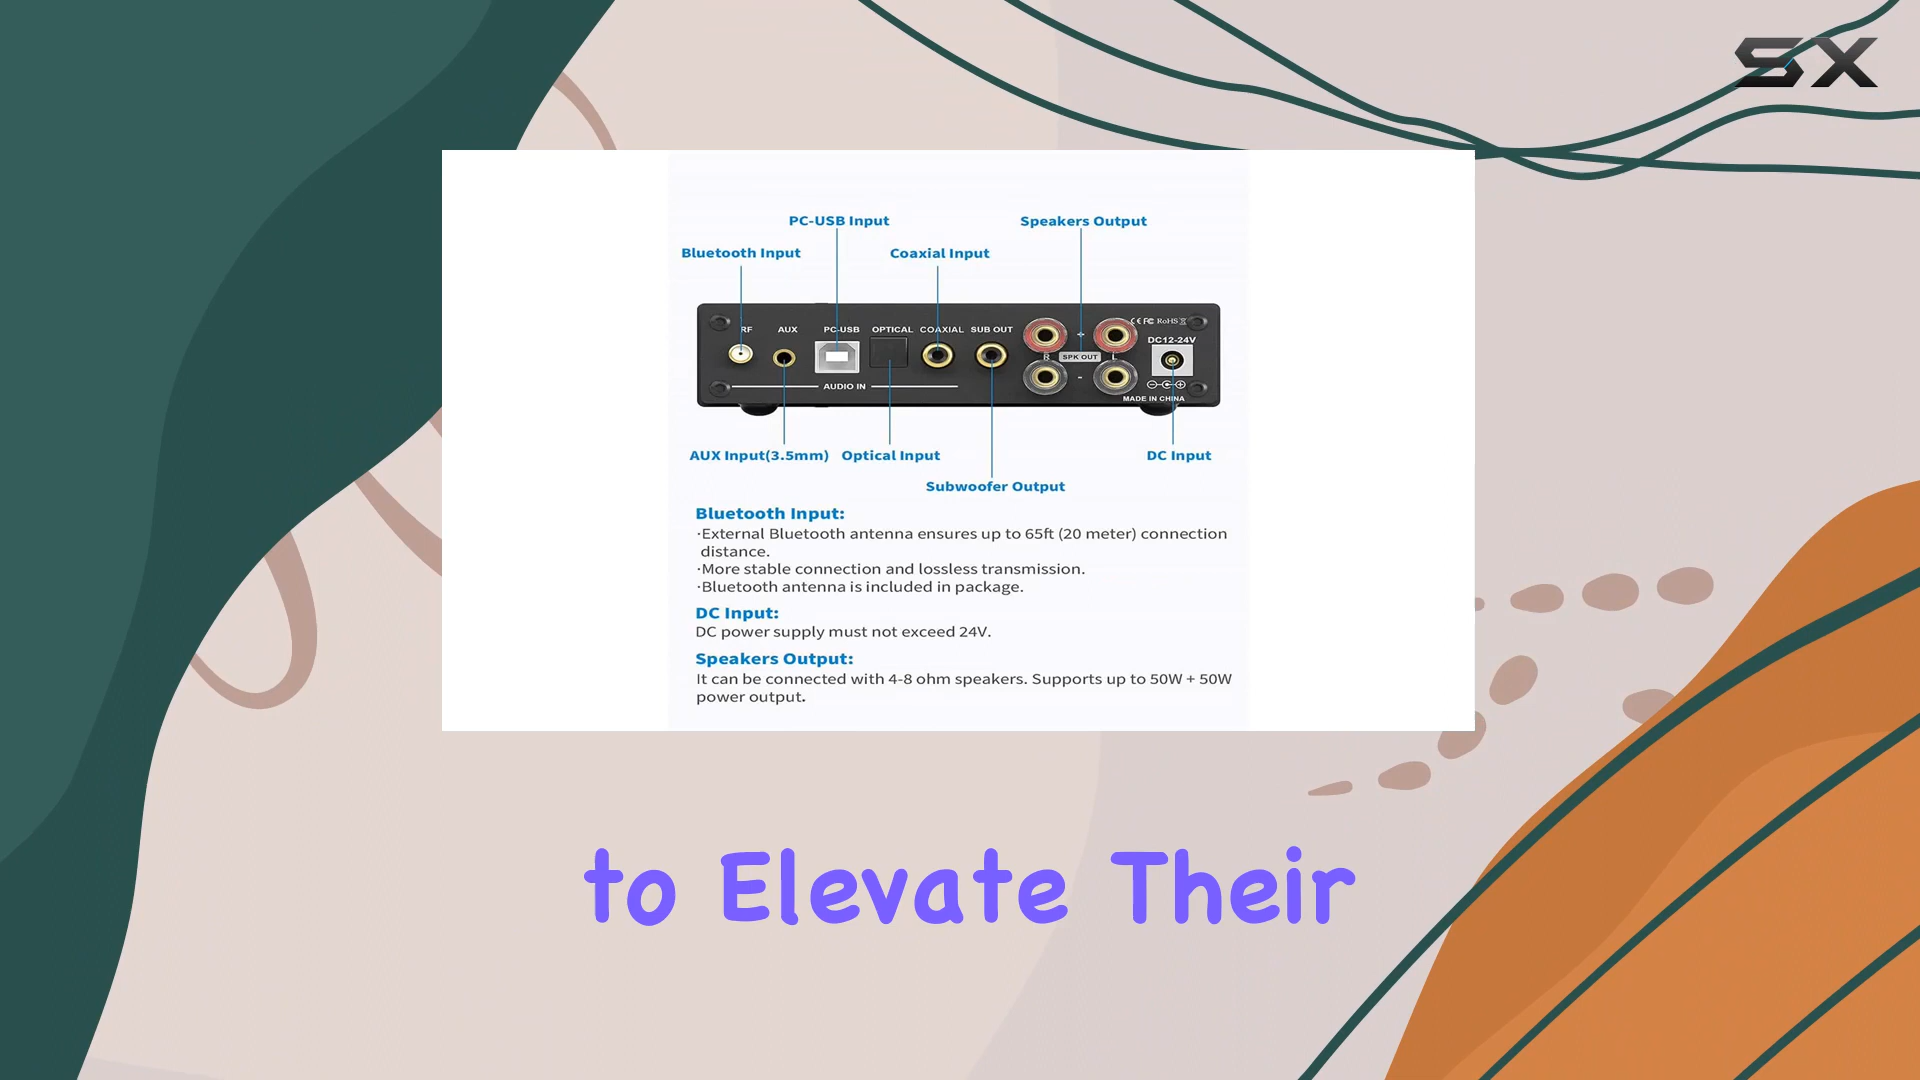 SX
PC-USB Input
Speakers Output
Bluetooth Input
Coaxial Input
RF
AUX
PC-USB
OPTICAL
COAXIAL
SUB OUT
CE FC RoHS
DC12-24V
R
SPK OUT
L
+
-
AUDIO IN
MADE IN CHINA
AUX Input(3.5mm)
Optical Input
DC Input
Subwoofer Output
Bluetooth Input:
·External Bluetooth antenna ensures up to 65ft (20 meter) connection
distance.
·More stable connection and lossless transmission.
·Bluetooth antenna is included in package.
DC Input:
DC power supply must not exceed 24V.
Speakers Output:
It can be connected with 4-8 ohm speakers. Supports up to 50W + 50W
power output.
to Elevate Their